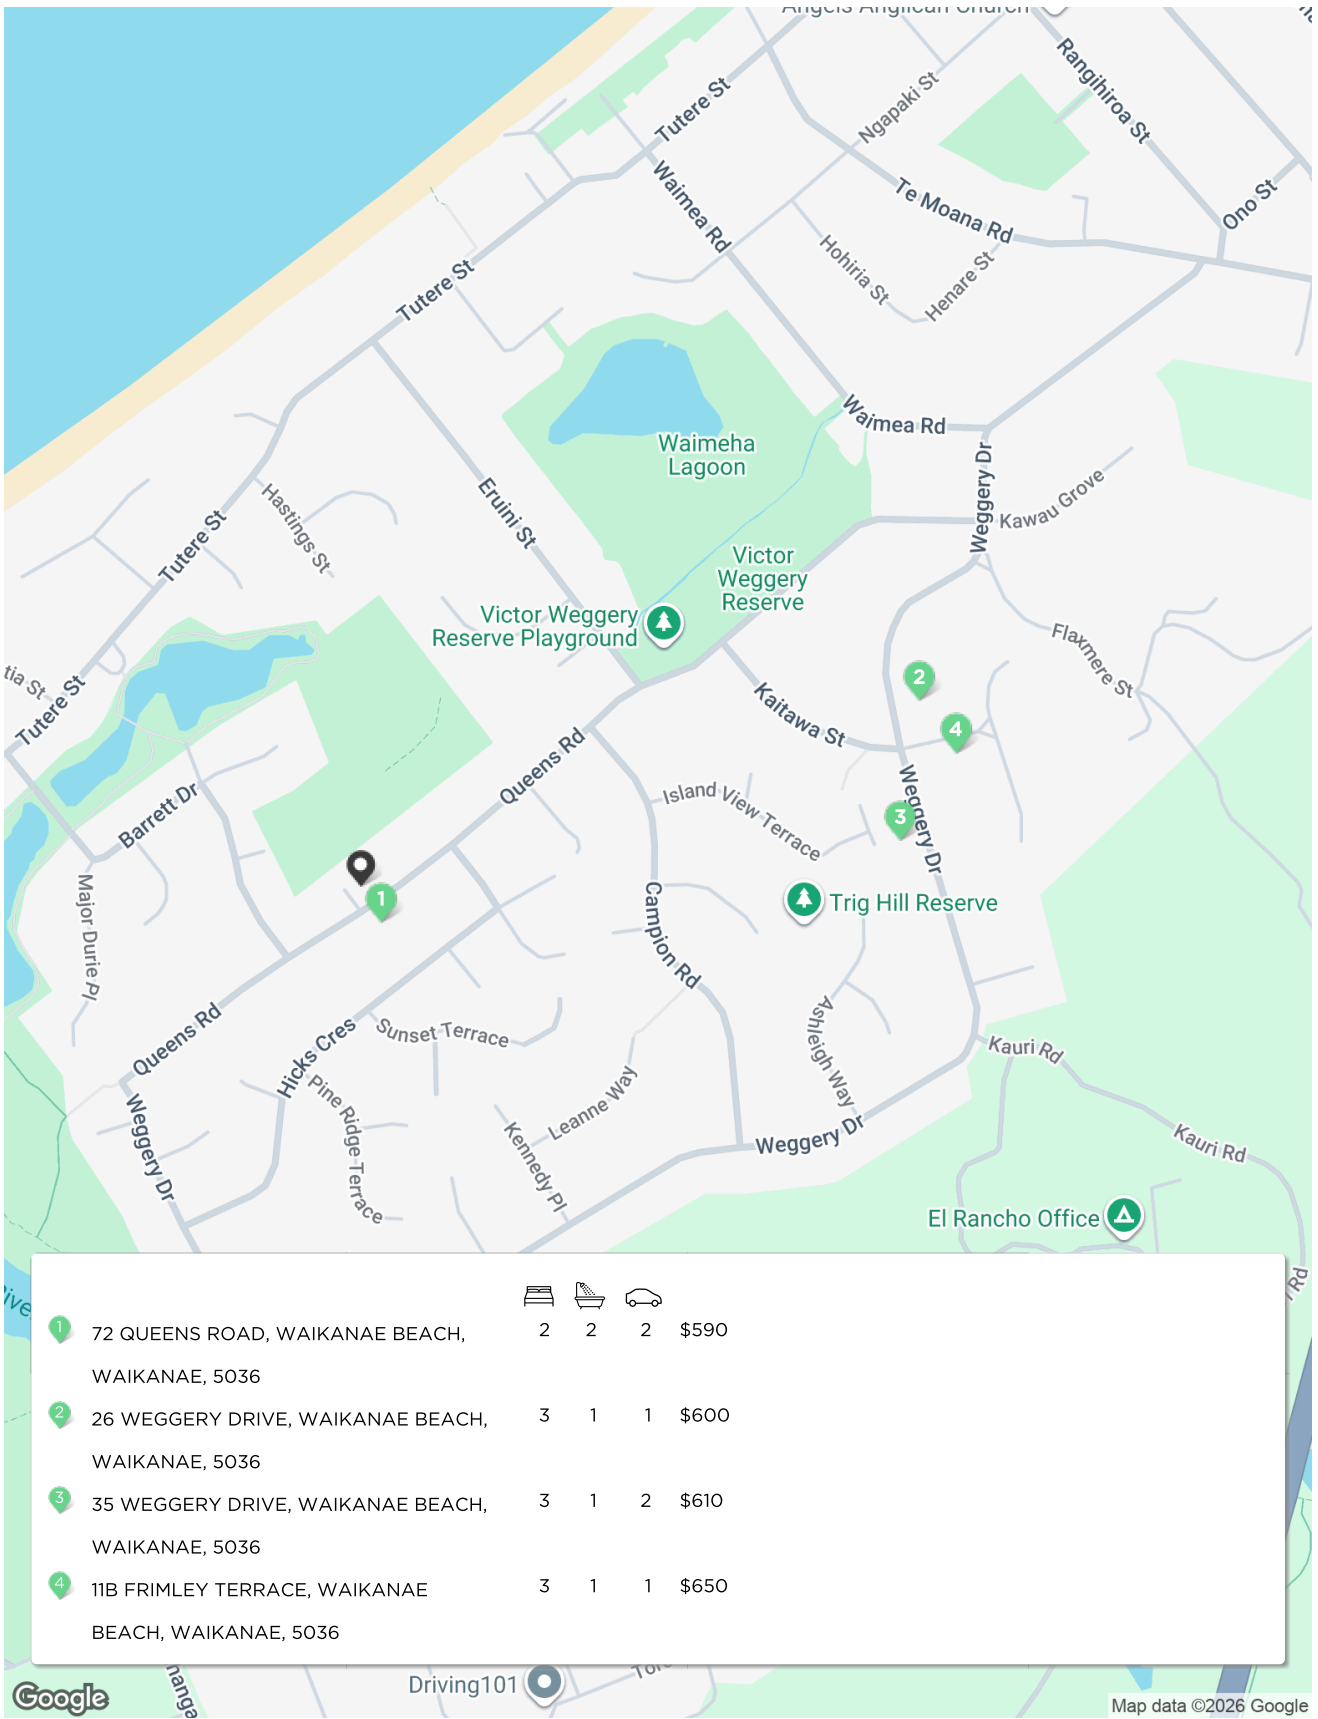 Angels Anglican Church
Rangihiroa St
Ngapaki St
Tutere St
Waimea Rd
Te Moana Rd
Ono St
Hohiria St
Henare St
Tutere St
Waimea Rd
Waimeha
Lagoon
Weggery Dr
Kawau Grove
Eruini St
Hastings St
Tutere St
Victor
Weggery
Reserve
Victor Weggery
Reserve Playground
Flaxmere St
tia St
Tutere St
2
Kaitawa St
4
Queens Rd
Island View Terrace
Weggery Dr
3
Barrett Dr
Major Durie Pl
1
Campion Rd
Trig Hill Reserve
Queens Rd
Hicks Cres
Sunset Terrace
Ashleigh Way
Kauri Rd
Pine Ridge Terrace
Leanne Way
Kennedy Pl
Weggery Dr
Weggery Dr
Kauri Rd
El Rancho Office
i Rd
1 72 QUEENS ROAD, WAIKANAE BEACH, 2 2 2 $590
WAIKANAE, 5036
2 26 WEGGERY DRIVE, WAIKANAE BEACH, 3 1 1 $600
WAIKANAE, 5036
3 35 WEGGERY DRIVE, WAIKANAE BEACH, 3 1 2 $610
WAIKANAE, 5036
4 11B FRIMLEY TERRACE, WAIKANAE 3 1 1 $650
BEACH, WAIKANAE, 5036
Driving101
Google
Map data ©2026 Google